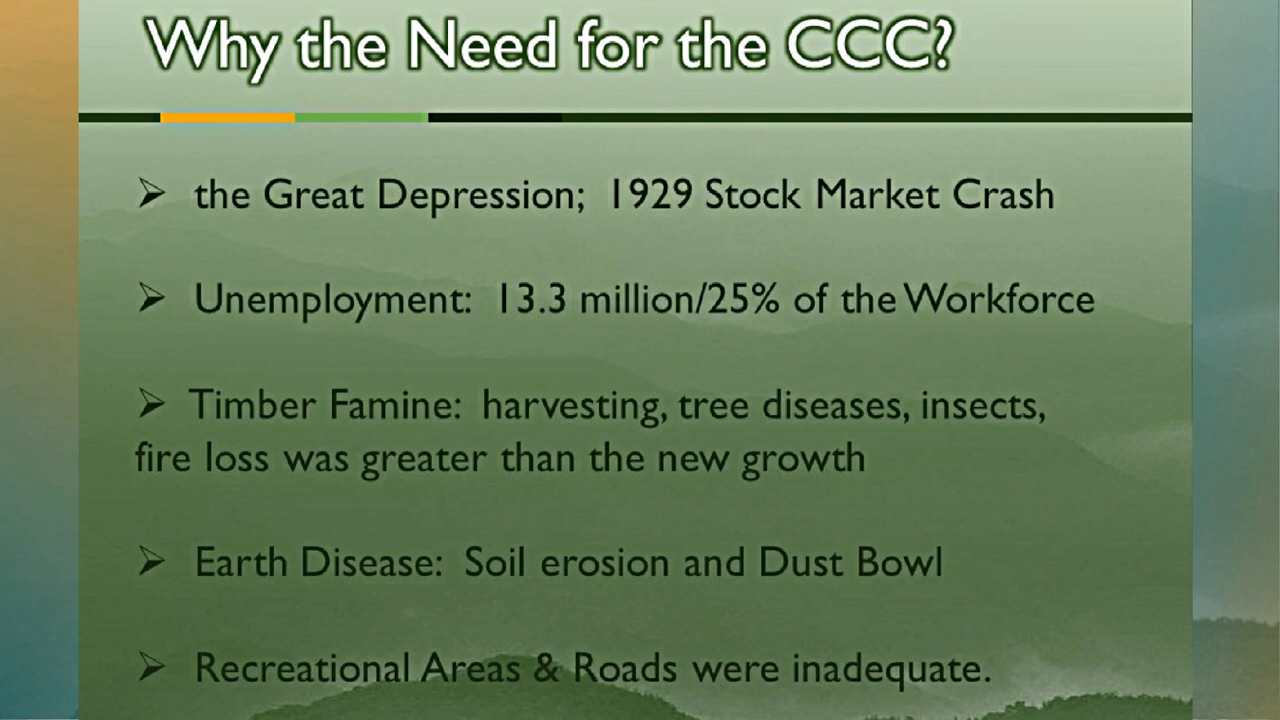 Why the Need for the CCC?
➢ the Great Depression; 1929 Stock Market Crash
➢ Unemployment: 13.3 million/25% of the Workforce
➢ Timber Famine: harvesting, tree diseases, insects,
fire loss was greater than the new growth
➢ Earth Disease: Soil erosion and Dust Bowl
➢ Recreational Areas & Roads were inadequate.